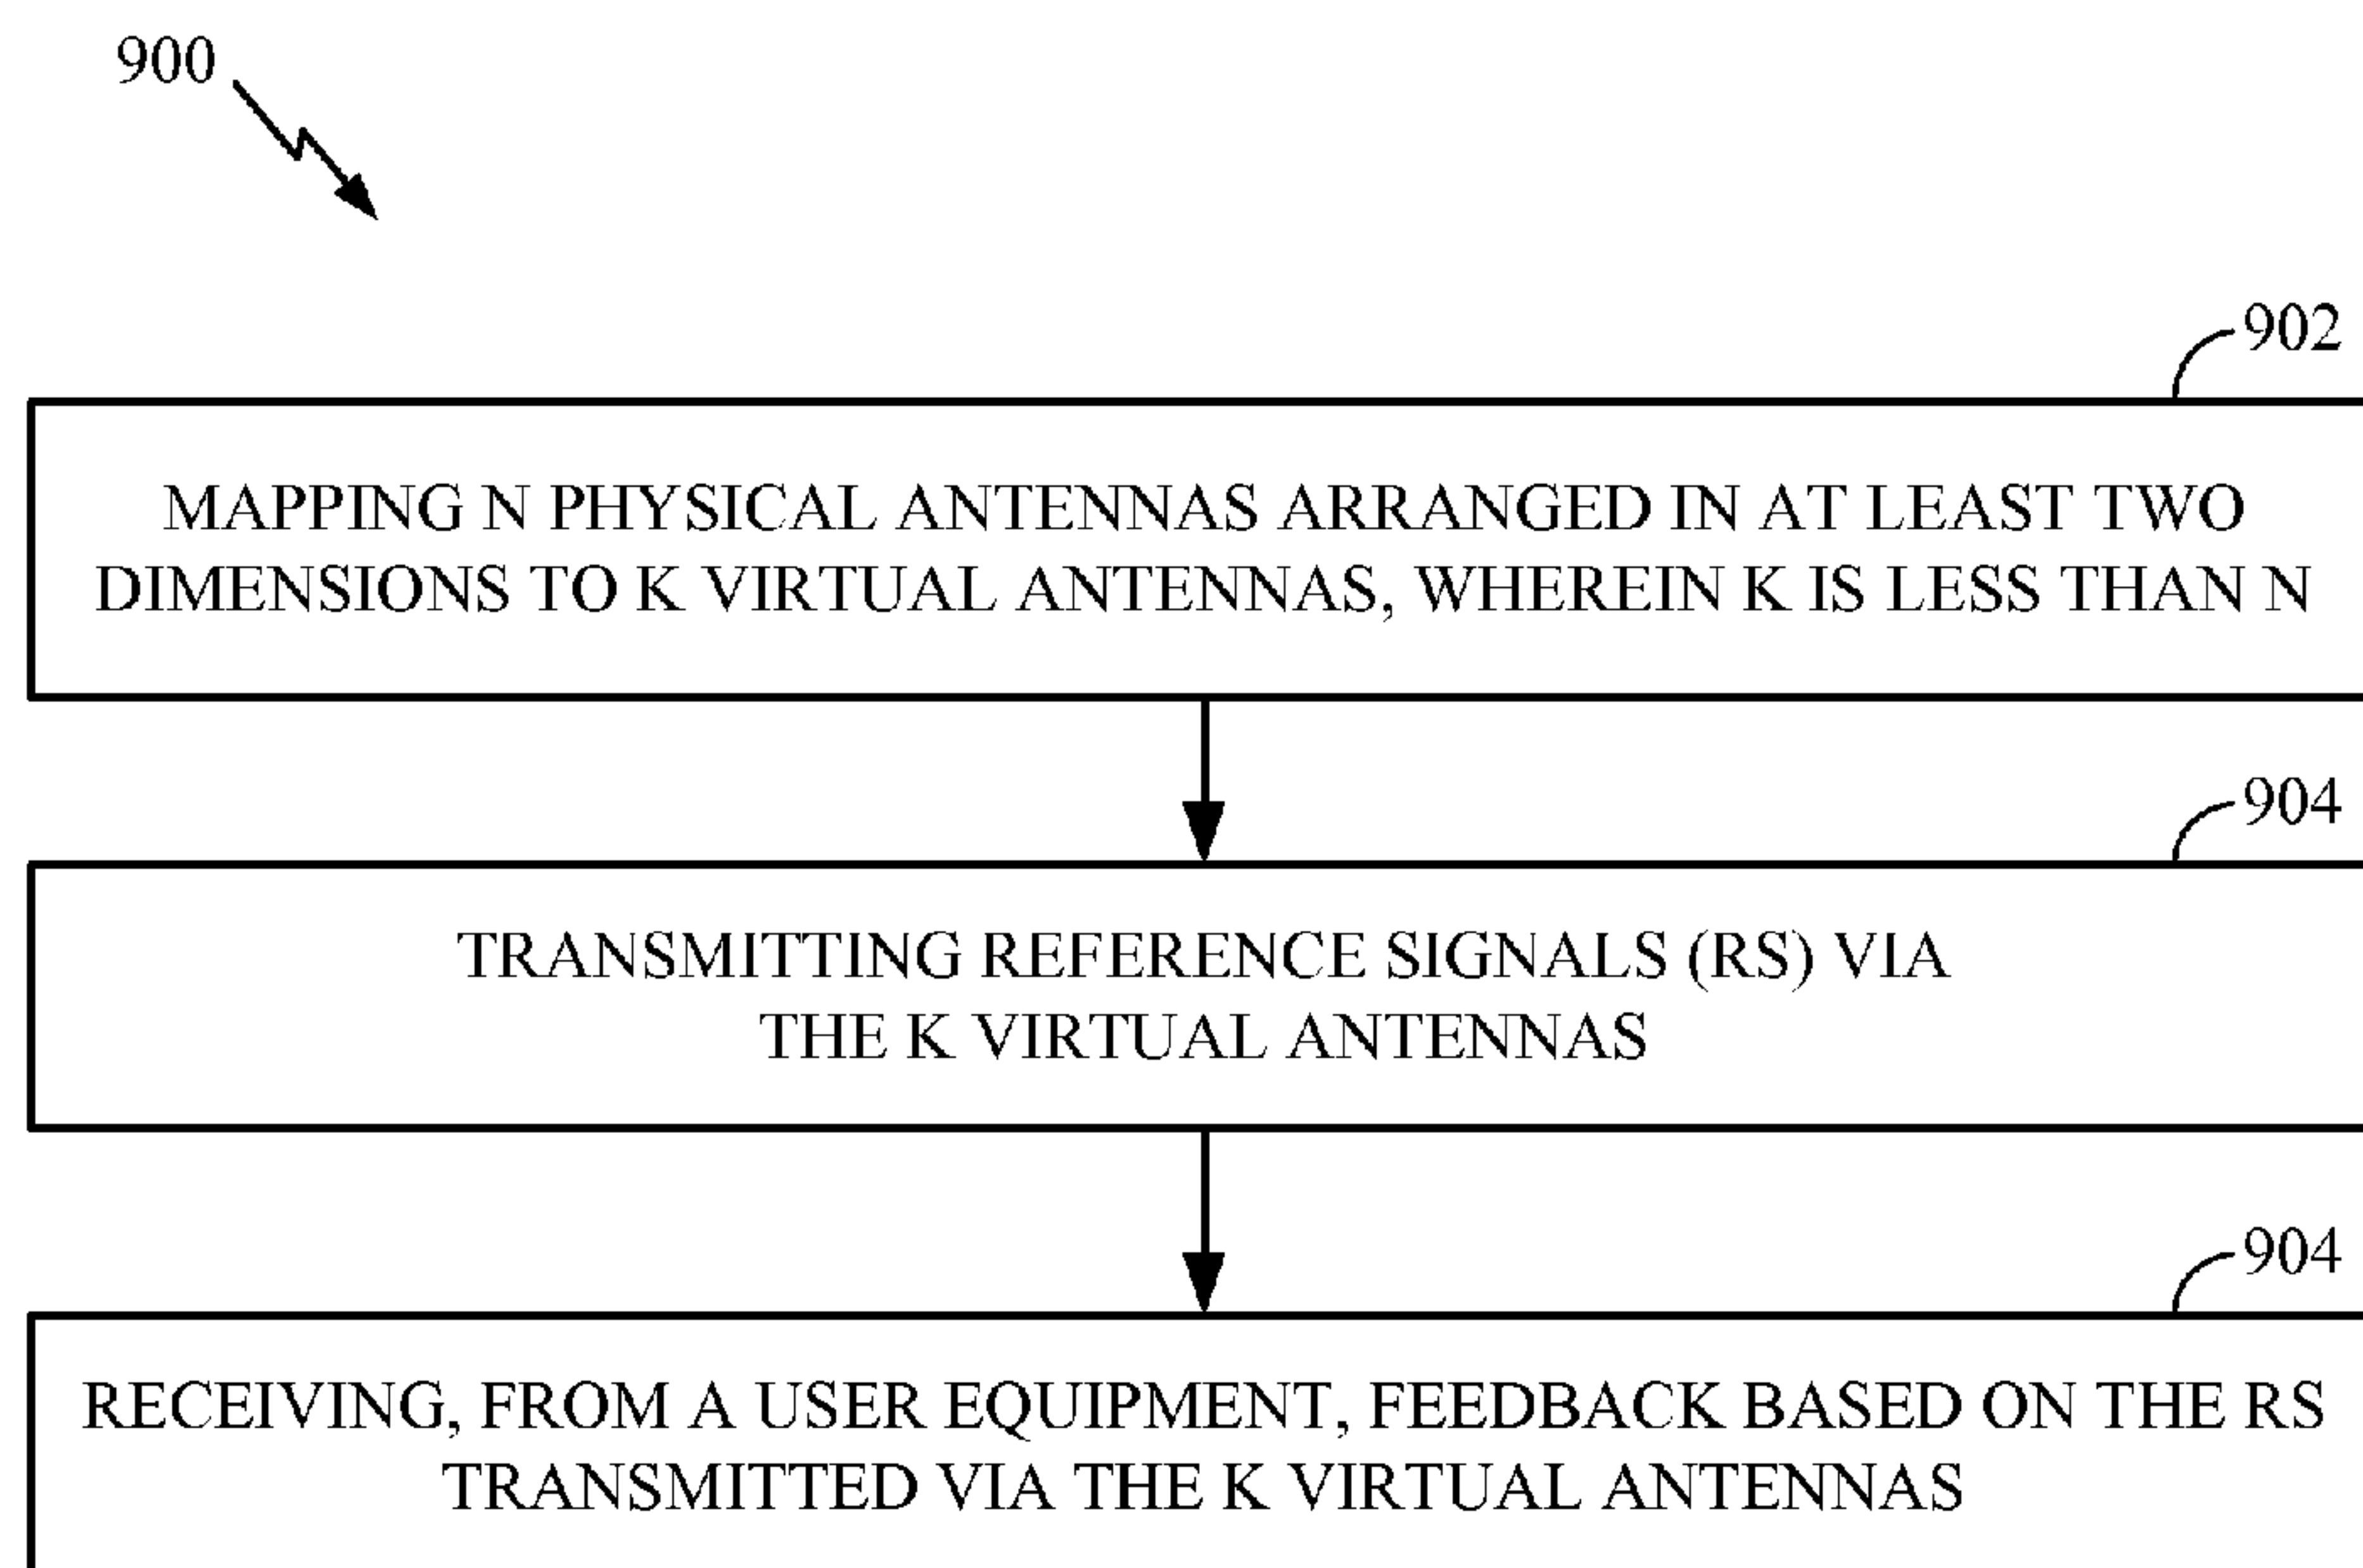 900
902
MAPPING N PHYSICAL ANTENNAS ARRANGED IN AT LEAST TWO
DIMENSIONS TO K VIRTUAL ANTENNAS, WHEREIN K IS LESS THAN N
904
TRANSMITTING REFERENCE SIGNALS (RS) VIA
THE K VIRTUAL ANTENNAS
904
RECEIVING, FROM A USER EQUIPMENT, FEEDBACK BASED ON THE RS
TRANSMITTED VIA THE K VIRTUAL ANTENNAS